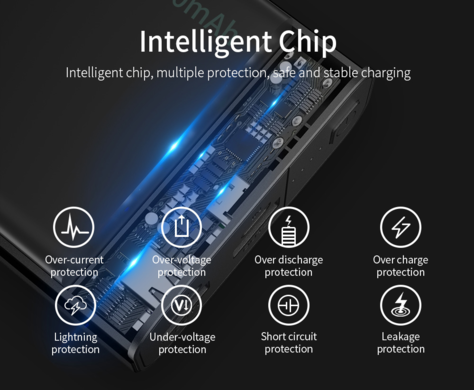 Intelligent Chip
Intelligent chip, multiple protection, safe and stable charging
Over-current
protection
Over-voltage
protection
Over discharge
protection
Over charge
protection
Lightning
protection
V!
Under-voltage
protection
Short circuit
protection
Leakage
protection